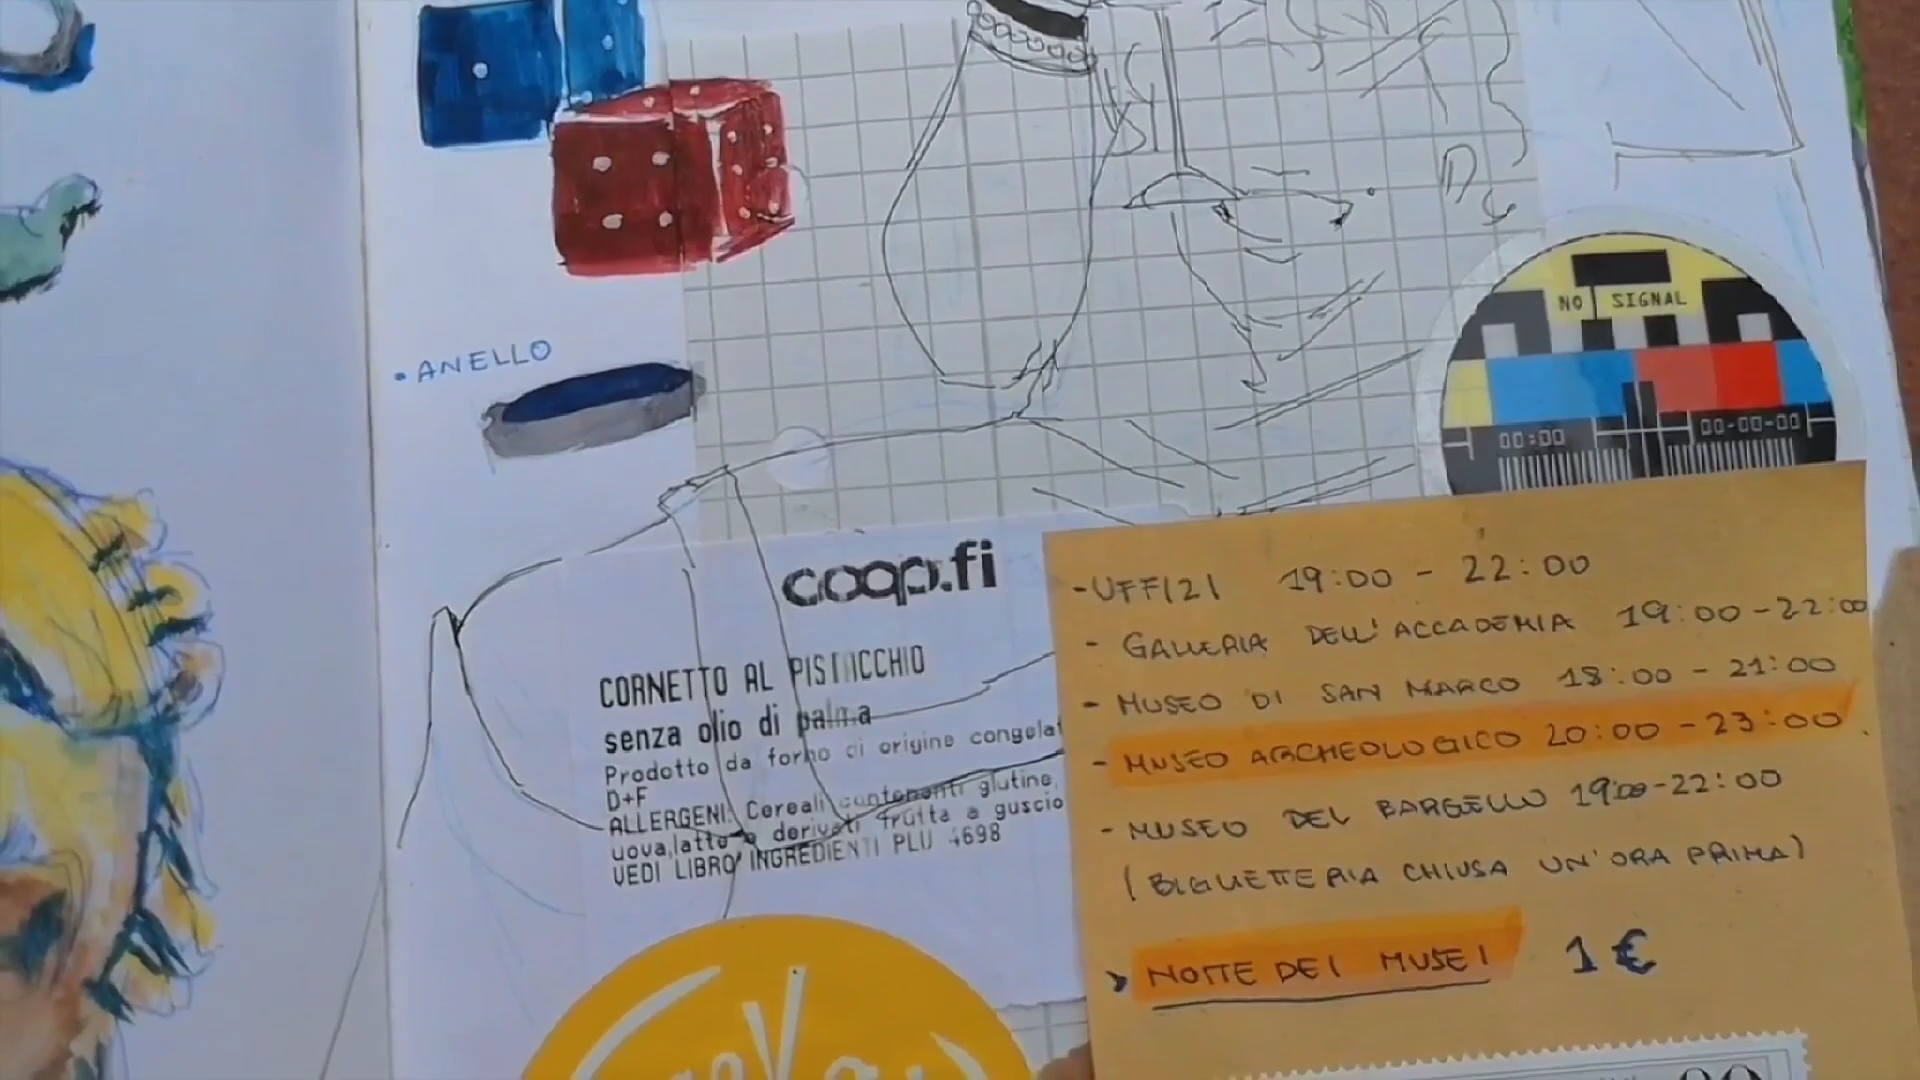 • ANELLO
NO SIGNAL
00:00
00-00-00
coop.fi
CORNETTO AL PISTACCHIO
senza olio di palma
Prodotto da forno di origine congelat
D+F
ALLERGENI: Cereali contenenti glutine,
uova,latte e derivati frutta a guscio
VEDI LIBRO INGREDIENTI PLU 4698
-UFFIZI 19:00 - 22:00
- GALLERIA DELL'ACCADEMIA 19:00-22:00
- MUSEO DI SAN MARCO 18:00 - 21:00
- MUSEO ARCHEOLOGICO 20:00 - 23:00
- MUSEO DEL BARGELLO 19:00-22:00
(BIGLIETTERIA CHIUSA UN'ORA PRIMA)
> NOTTE DEI MUSEI 1€